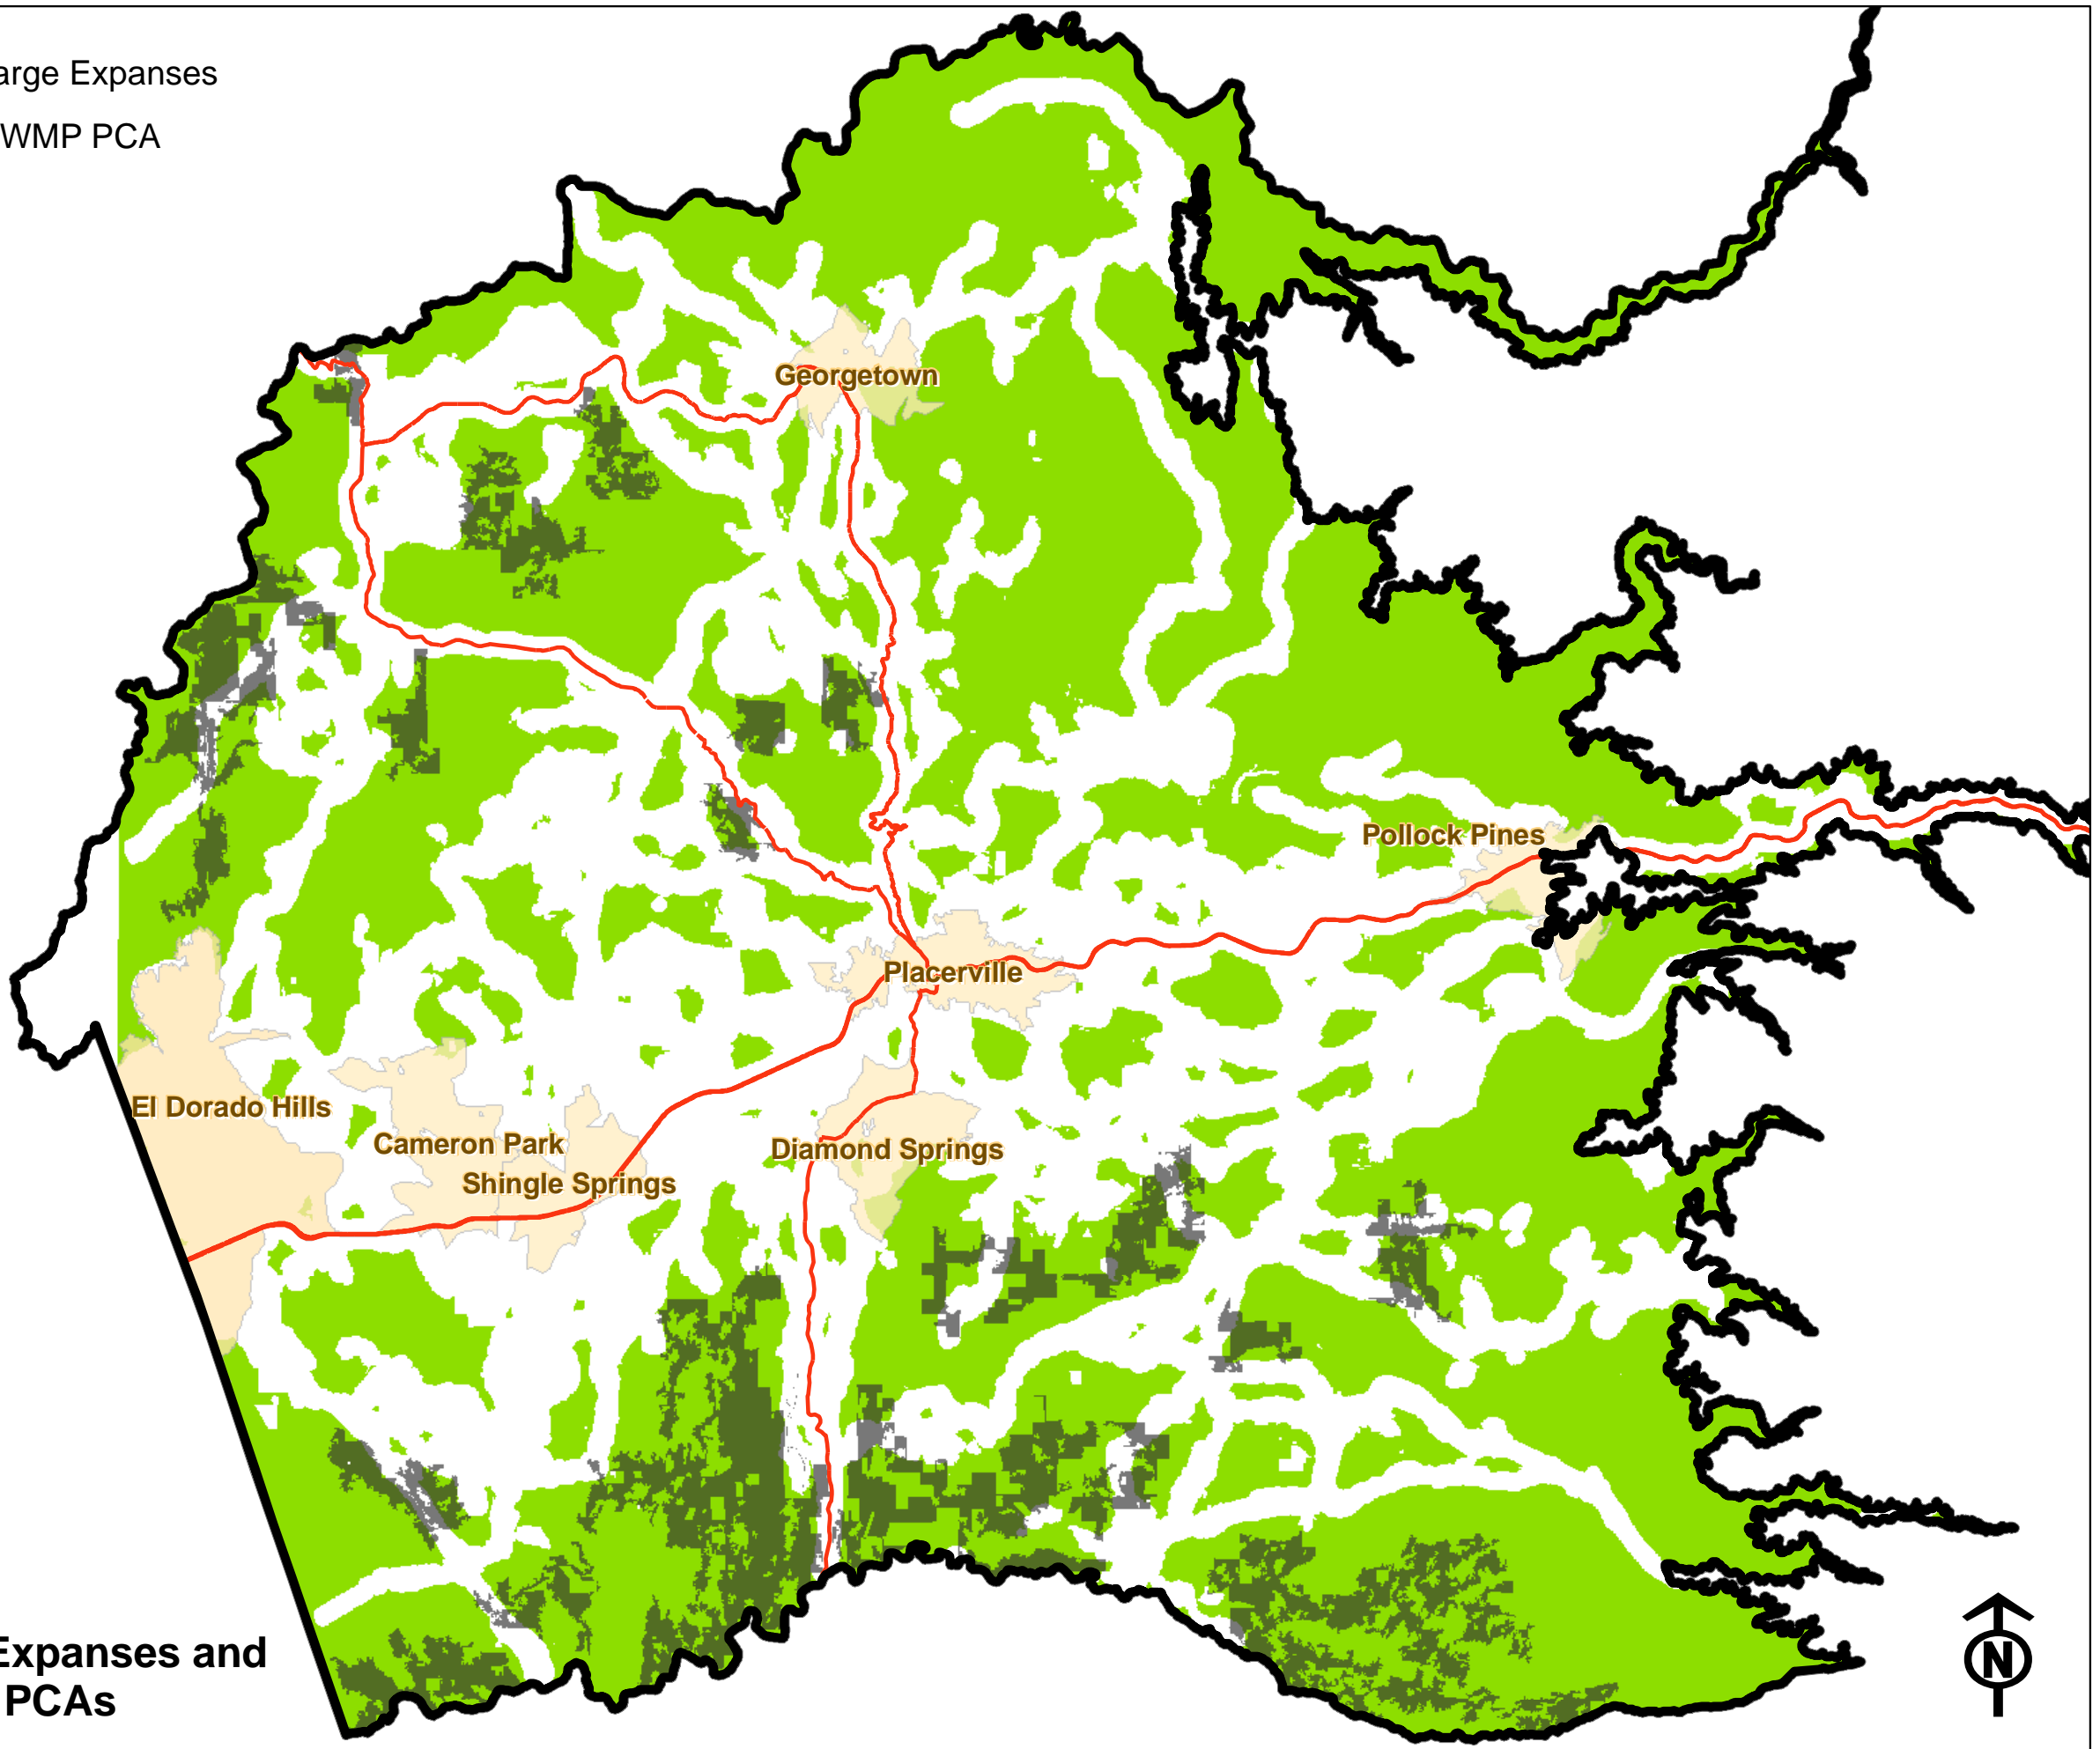 arge Expanses
WMP PCA
Georgetown
Pollock Pines
Placerville
El Dorado Hills
Cameron Park
Diamond Springs
Shingle Springs
Expanses and
PCAs
N